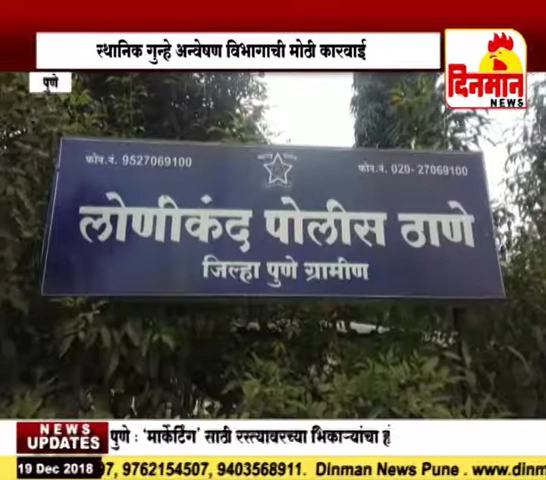 स्थानिक गुन्हे अन्वेषण विभागाची मोठी कारवाई
दिनमान
NEWS
पुणे
फोन.नं. 9527069100
फोन.नं. 020-27069100
लोणीकंद पोलीस ठाणे
जिल्हा पुणे ग्रामीण
NEWS
UPDATES
पुणे : 'मार्केटिंग' साठी रस्त्यावरच्या भिकाऱ्यांचा
19 Dec 2018
97, 9762154507, 9403568911. Dinman News Pune . www.dinm